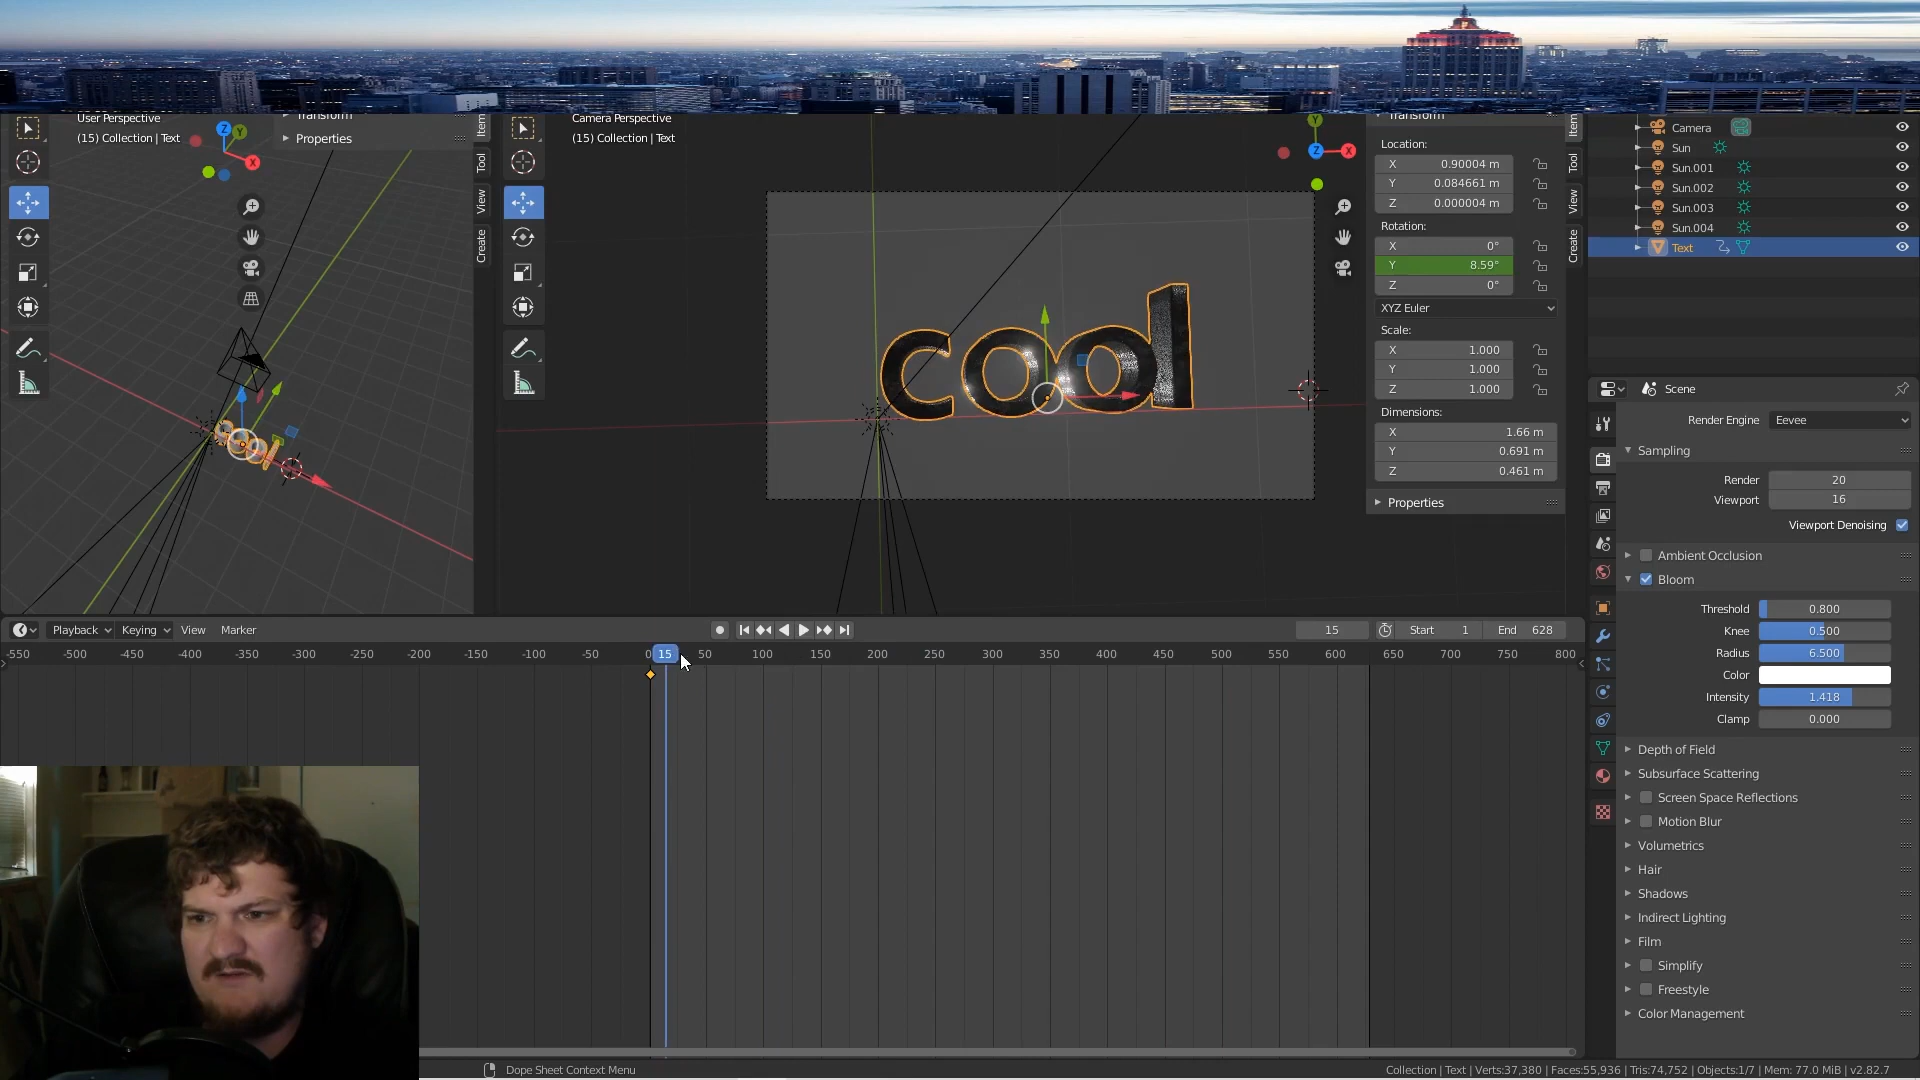 User Perspective
(15) Collection | Text
Transform
Properties
Item
Tool
View
Create
Z
Y
X
Camera Perspective
(15) Collection | Text
Y
Z
X
cool
Transform
Location:
X 0.90004 m
Y 0.084661 m
Z 0.000004 m
Rotation:
X 0°
Y 8.59°
Z 0°
XYZ Euler
Scale:
X 1.000
Y 1.000
Z 1.000
Dimensions:
X 1.66 m
Y 0.691 m
Z 0.461 m
Properties
Item
Tool
View
Create
Camera
Sun
Sun.001
Sun.002
Sun.003
Sun.004
Text
Scene
Render Engine Eevee
Sampling
Render 20
Viewport 16
Viewport Denoising
Ambient Occlusion
Bloom
Threshold 0.800
Knee 0.500
Radius 6.500
Color
Intensity 1.418
Clamp 0.000
Depth of Field
Subsurface Scattering
Screen Space Reflections
Motion Blur
Volumetrics
Hair
Shadows
Indirect Lighting
Film
Simplify
Freestyle
Color Management
Playback Keying View Marker
15 Start 1 End 628
-550 -500 -450 -400 -350 -300 -250 -200 -150 -100 -50 0 15 50 100 150 200 250 300 350 400 450 500 550 600 650 700 750 800
Dope Sheet Context Menu
Collection | Text | Verts:37,380 | Faces:55,936 | Tris:74,752 | Objects:1/7 | Mem: 77.0 MiB | v2.82.7